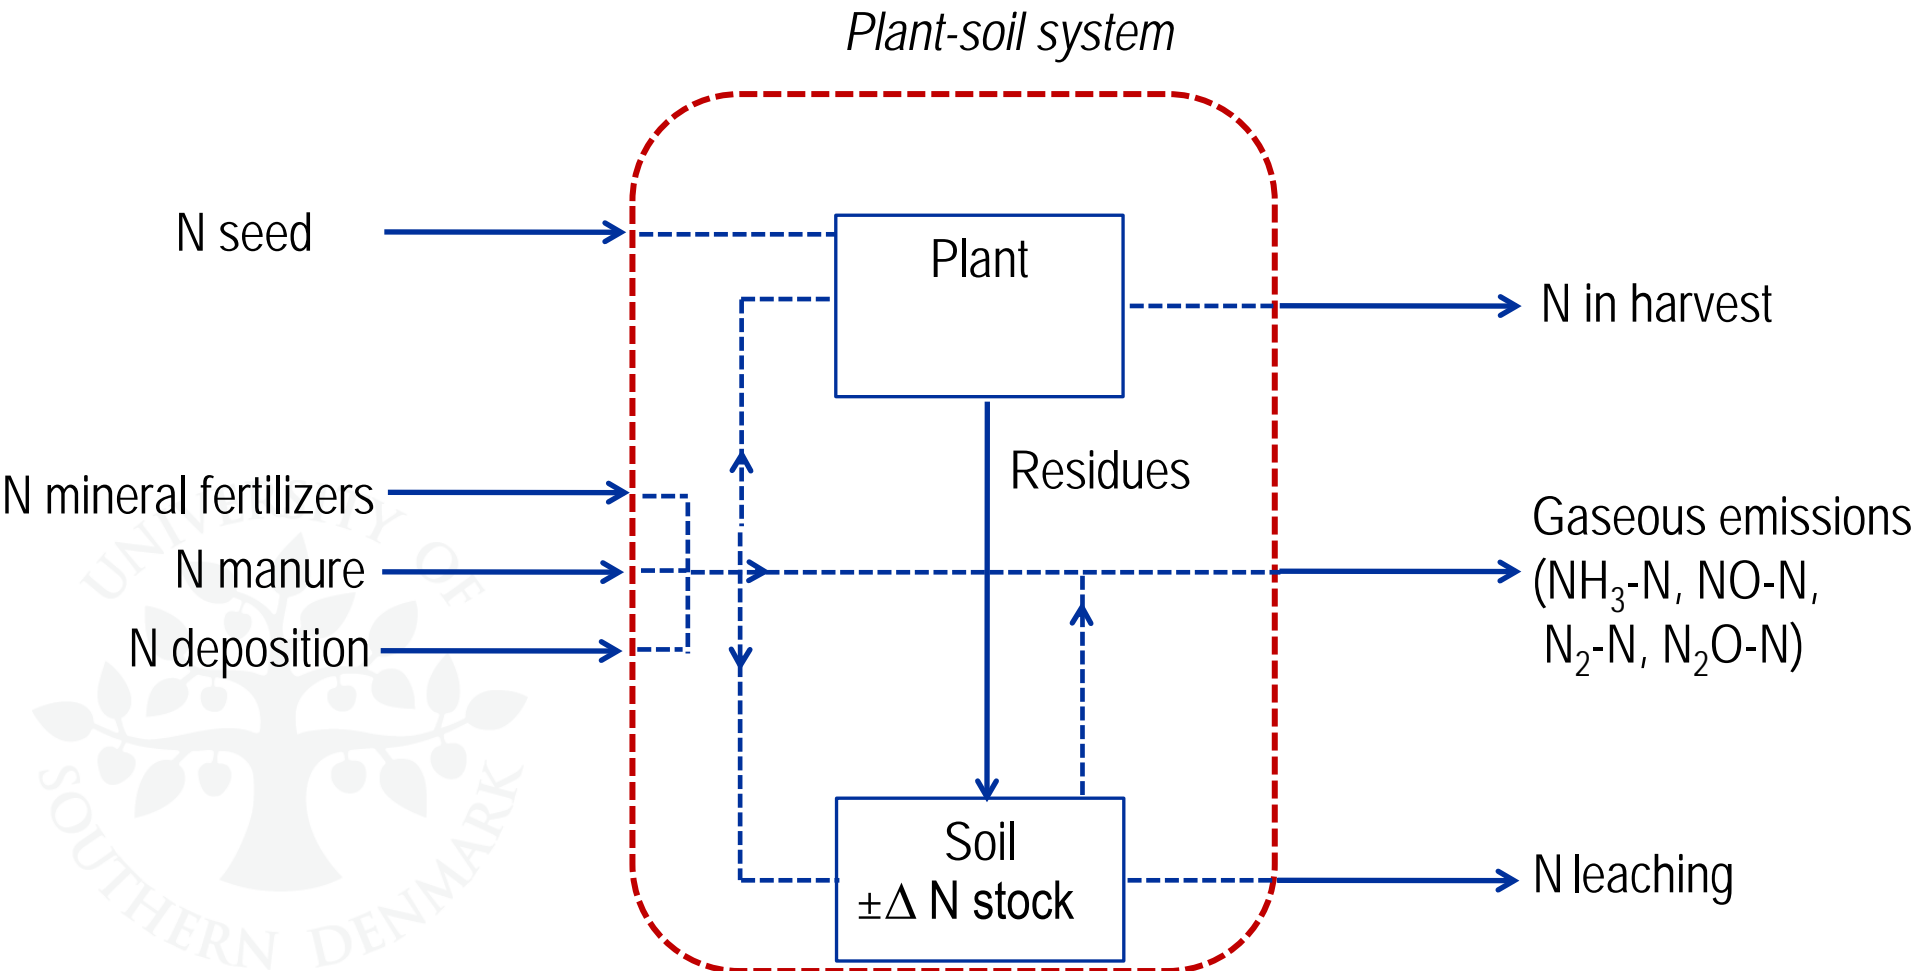 Plant-soil system
N seed
Plant
N in harvest
Residues
N mineral fertilizers
N manure
N deposition
Gaseous emissions
(NH₃-N, NO-N,
N₂-N, N₂O-N)
Soil
±Δ N stock
N leaching
UNIVERSITY OF
SOUTHERN DENMARK